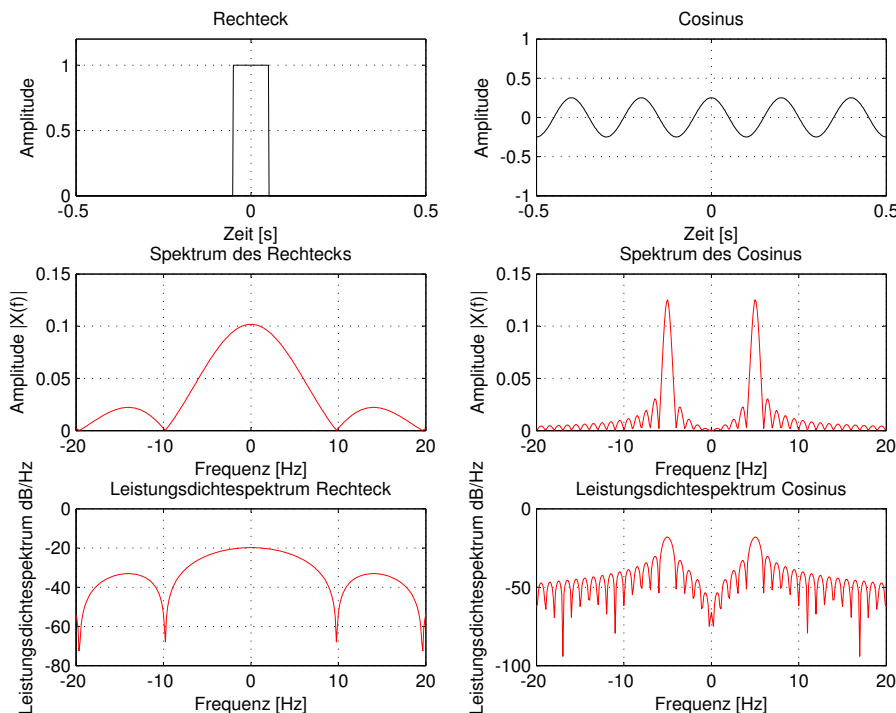 Rechteck
Amplitude
1
0.5
0
-0.5
0
0.5
Zeit [s]
Cosinus
Amplitude
1
0.5
0
-0.5
-1
-0.5
0
0.5
Zeit [s]
Spektrum des Rechtecks
Amplitude |X(f)|
0.15
0.1
0.05
0
-20
-10
0
10
20
Frequenz [Hz]
Spektrum des Cosinus
Amplitude |X(f)|
0.15
0.1
0.05
0
-20
-10
0
10
20
Frequenz [Hz]
Leistungsdichtespektrum Rechteck
Leistungsdichtespektrum dB/Hz
0
-20
-40
-60
-80
-20
-10
0
10
20
Frequenz [Hz]
Leistungsdichtespektrum Cosinus
Leistungsdichtespektrum dB/Hz
0
-50
-100
-20
-10
0
10
20
Frequenz [Hz]